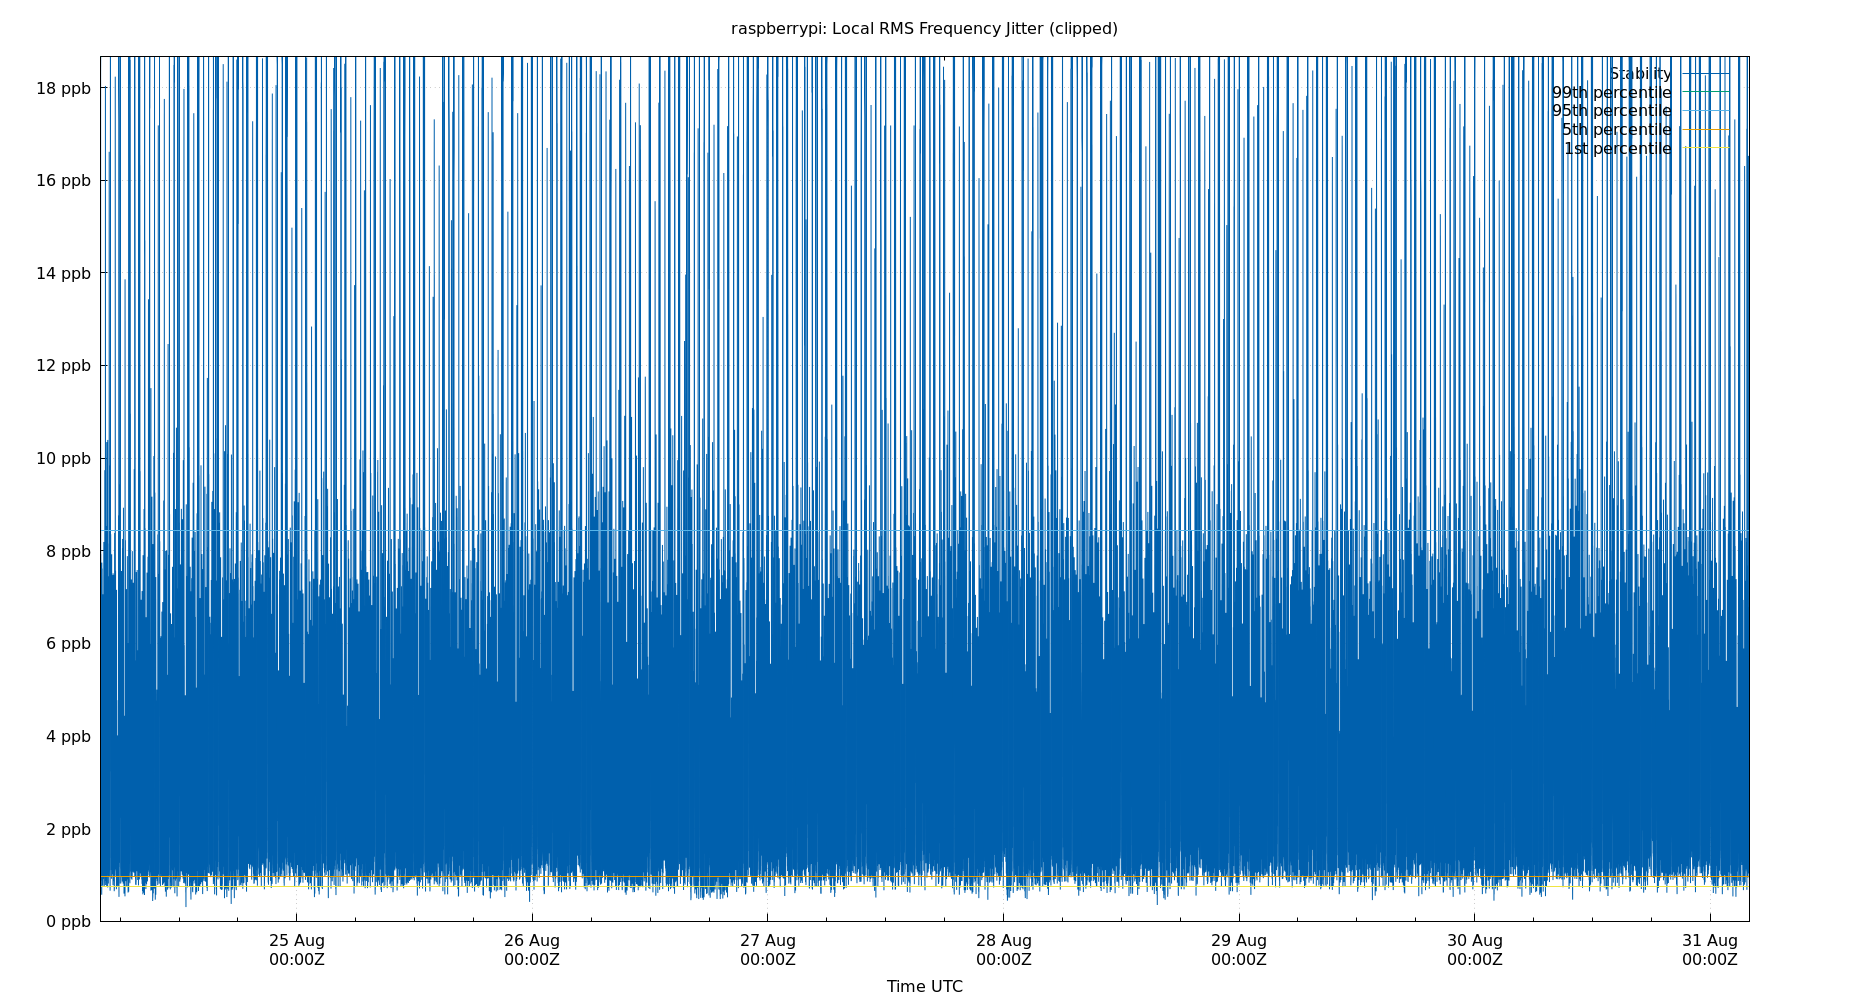 raspberrypi: Local RMS Frequency Jitter (clipped)
18 ppb
16 ppb
14 ppb
12 ppb
10 ppb
8 ppb
6 ppb
4 ppb
2 ppb
0 ppb
Stability
99th percentile
95th percentile
5th percentile
1st percentile
25 Aug
00:00Z
26 Aug
00:00Z
27 Aug
00:00Z
28 Aug
00:00Z
29 Aug
00:00Z
30 Aug
00:00Z
31 Aug
00:00Z
Time UTC